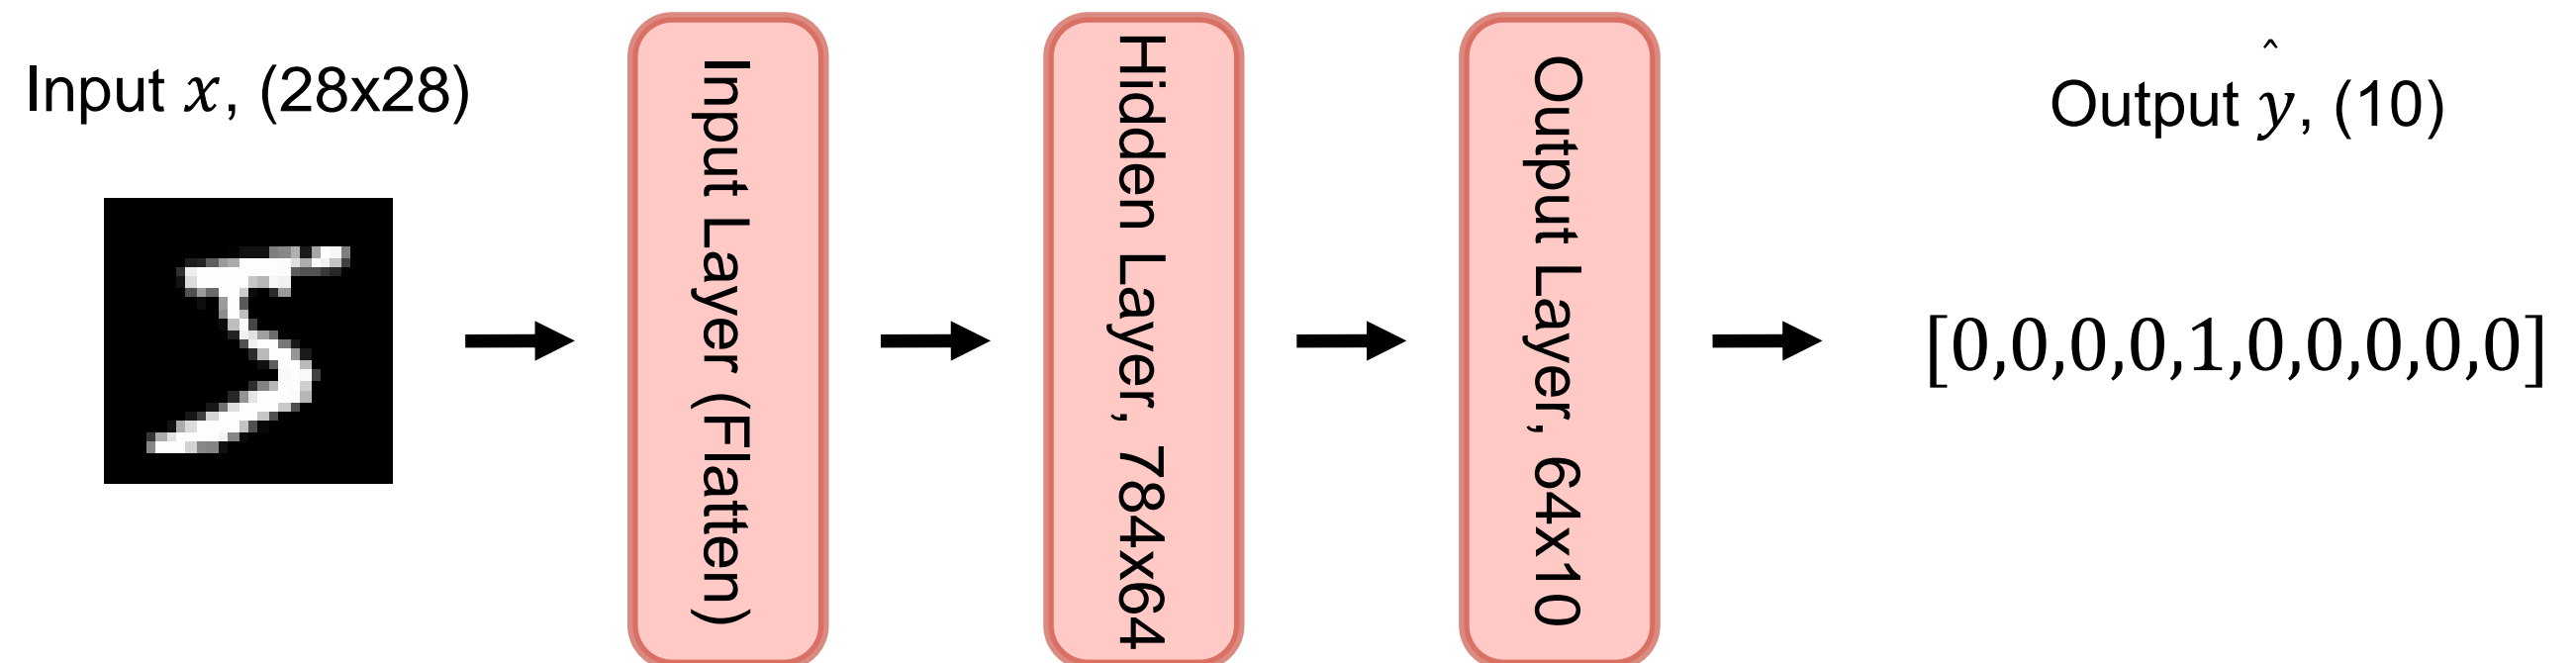 Input x, (28x28)
Input Layer (Flatten)
Hidden Layer, 784x64
Output Layer, 64x10
Output ŷ, (10)
[0,0,0,0,1,0,0,0,0,0]